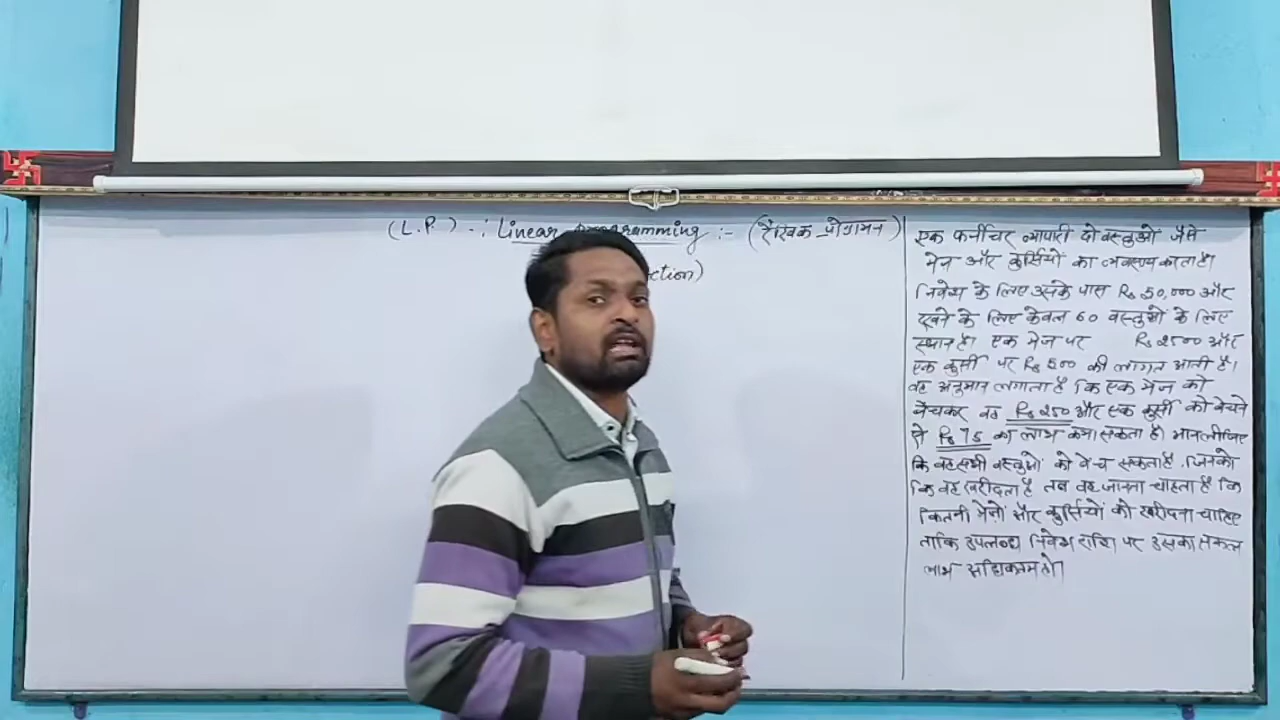 (L.P.) -: Linear Programming :- (रैखिक प्रोग्रामन)
ction)
एक फर्नीचर व्यापारी दो वस्तुओं जैसे
मेज और कुर्सियों का व्यवसाय करता है।
निवेश के लिए उसके पास Rs 50,000 और
रखने के लिए केवल 60 वस्तुओं के लिए
स्थान है। एक मेज पर Rs 2500 और
एक कुर्सी पर Rs 500 की लागत आती है।
वह अनुमान लगाता है कि एक मेज को
बेचकर वह Rs 250 और एक कुर्सी को बेचने
से Rs 75 का लाभ कमा सकता है। मान लीजिए
कि वह सभी वस्तुओं को बेच सकता है जिनको
कि वह खरीदता है तब वह जानना चाहता है कि
कितनी मेजों और कुर्सियों को खरीदना चाहिए
ताकि उपलब्ध निवेश राशि पर उसका सकल
लाभ अधिकतम हो।